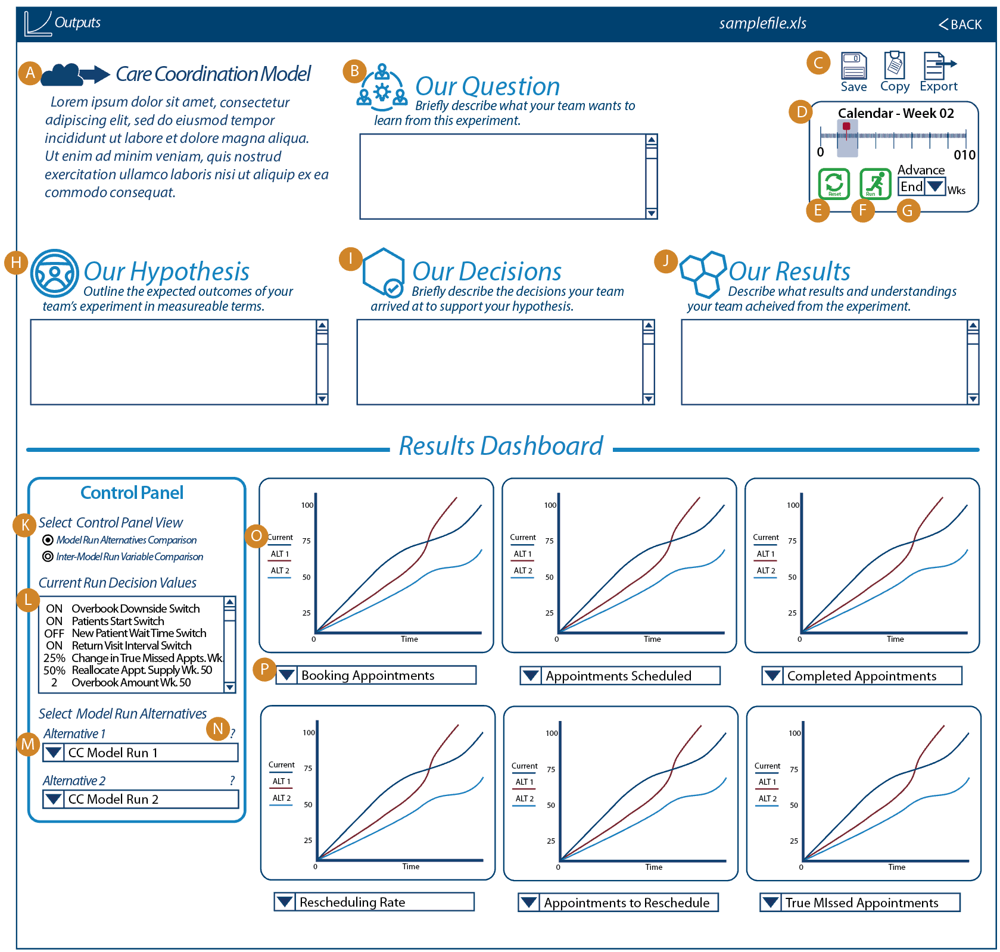 Outputs
samplefile.xls
<BACK
A
Care Coordination Model
Lorem ipsum dolor sit amet, consectetur
adipiscing elit, sed do eiusmod tempor
incididunt ut labore et dolore magna aliqua.
Ut enim ad minim veniam, quis nostrud
exercitation ullamco laboris nisi ut aliquip ex ea
commodo consequat.
B
Our Question
Briefly describe what your team wants to
learn from this experiment.
C
Save
Copy
Export
D
Calendar - Week 02
0
010
Reset
Run
Advance
End
Wks
E
F
G
H
Our Hypothesis
Outline the expected outcomes of your
team's experiment in measureable terms.
I
Our Decisions
Briefly describe the decisions your team
arrived at to support your hypothesis.
J
Our Results
Describe what results and understandings
your team acheived from the experiment.
Results Dashboard
Control Panel
K
Select Control Panel View
Model Run Alternatives Comparison
Inter-Model Run Variable Comparison
Current Run Decision Values
L
ON Overbook Downside Switch
ON Patients Start Switch
OFF New Patient Wait Time Switch
ON Return Visit Interval Switch
25% Change in True Missed Appts. Wk.
50% Reallocate Appt. Supply Wk. 50
2 Overbook Amount Wk. 50
Select Model Run Alternatives
N
Alternative 1 ?
M
CC Model Run 1
Alternative 2 ?
CC Model Run 2
O
100
75
50
25
0
Time
Current
ALT 1
ALT 2
P
Booking Appointments
100
75
50
25
0
Time
Current
ALT 1
ALT 2
Appointments Scheduled
100
75
50
25
0
Time
Current
ALT 1
ALT 2
Completed Appointments
100
75
50
25
0
Time
Current
ALT 1
ALT 2
Rescheduling Rate
100
75
50
25
0
Time
Current
ALT 1
ALT 2
Appointments to Reschedule
100
75
50
25
0
Time
Current
ALT 1
ALT 2
True MIssed Appointments